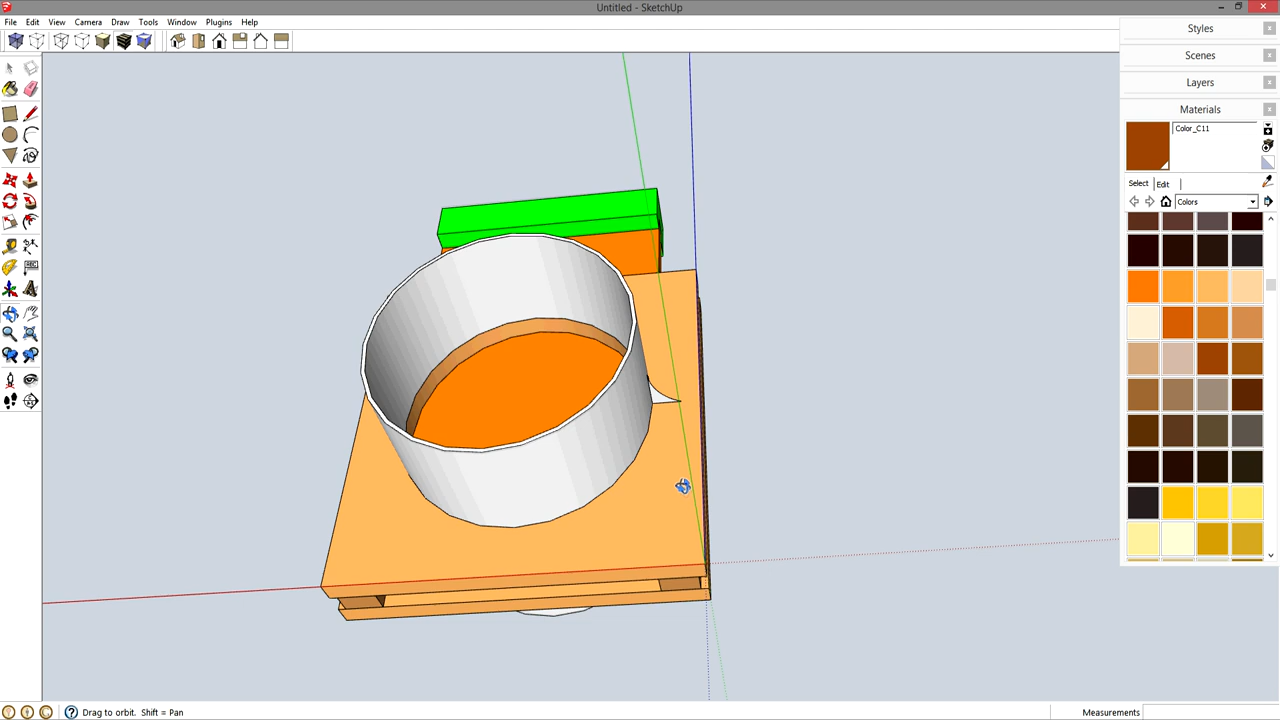 Untitled - SketchUp
File Edit View Camera Draw Tools Window Plugins Help
Styles
Scenes
Layers
Materials
Color_C11
Select Edit
Colors
Drag to orbit. Shift = Pan
Measurements